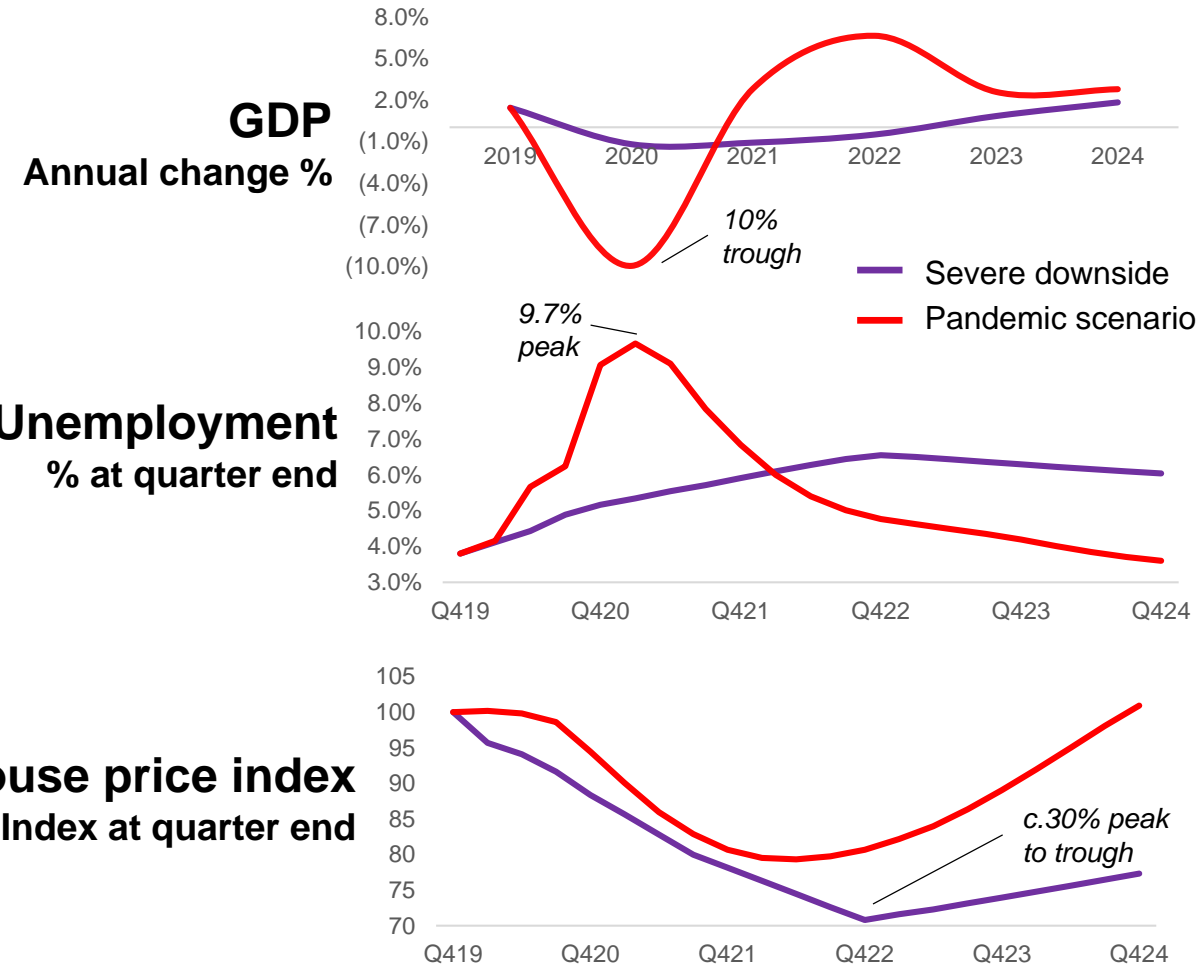 GDP
Annual change %
8.0%
5.0%
2.0%
(1.0%)
(4.0%)
(7.0%)
(10.0%)
2019
2020
2021
2022
2023
2024
10%
trough
Severe downside
Pandemic scenario
Unemployment
% at quarter end
10.0%
9.0%
8.0%
7.0%
6.0%
5.0%
4.0%
3.0%
9.7%
peak
Q419
Q420
Q421
Q422
Q423
Q424
ouse price index
Index at quarter end
105
100
95
90
85
80
75
70
c.30% peak
to trough
Q419
Q420
Q421
Q422
Q423
Q424